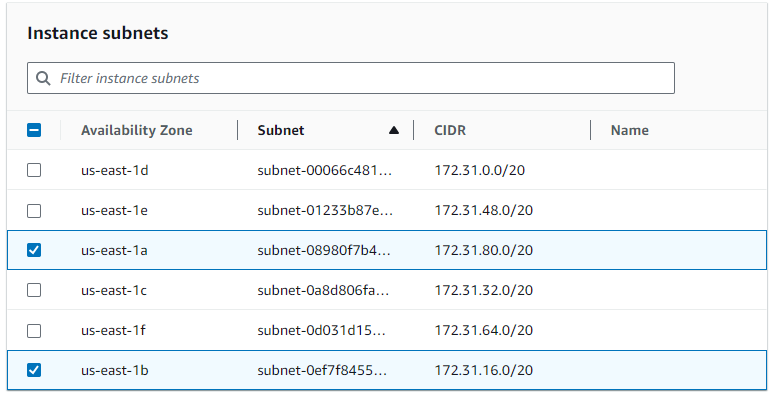 Instance subnets
Filter instance subnets
Availability Zone Subnet CIDR Name
us-east-1d subnet-00066c481... 172.31.0.0/20
us-east-1e subnet-01233b87e... 172.31.48.0/20
us-east-1a subnet-08980f7b4... 172.31.80.0/20
us-east-1c subnet-0a8d806fa... 172.31.32.0/20
us-east-1f subnet-0d031d15... 172.31.64.0/20
us-east-1b subnet-0ef7f8455... 172.31.16.0/20